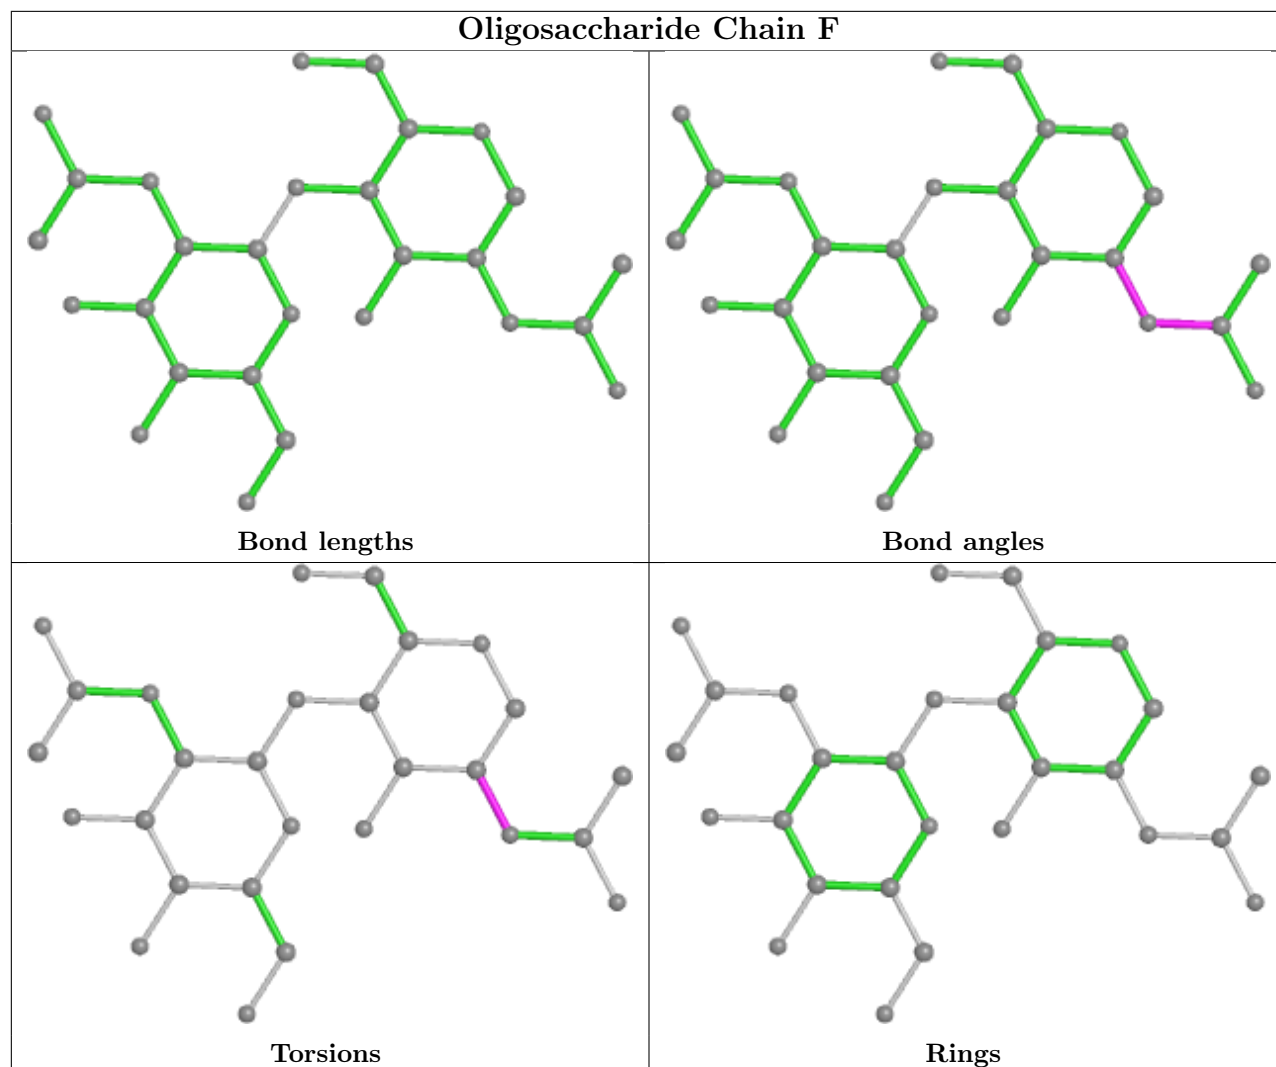 Oligosaccharide Chain F
Bond lengths
Bond angles
Torsions
Rings